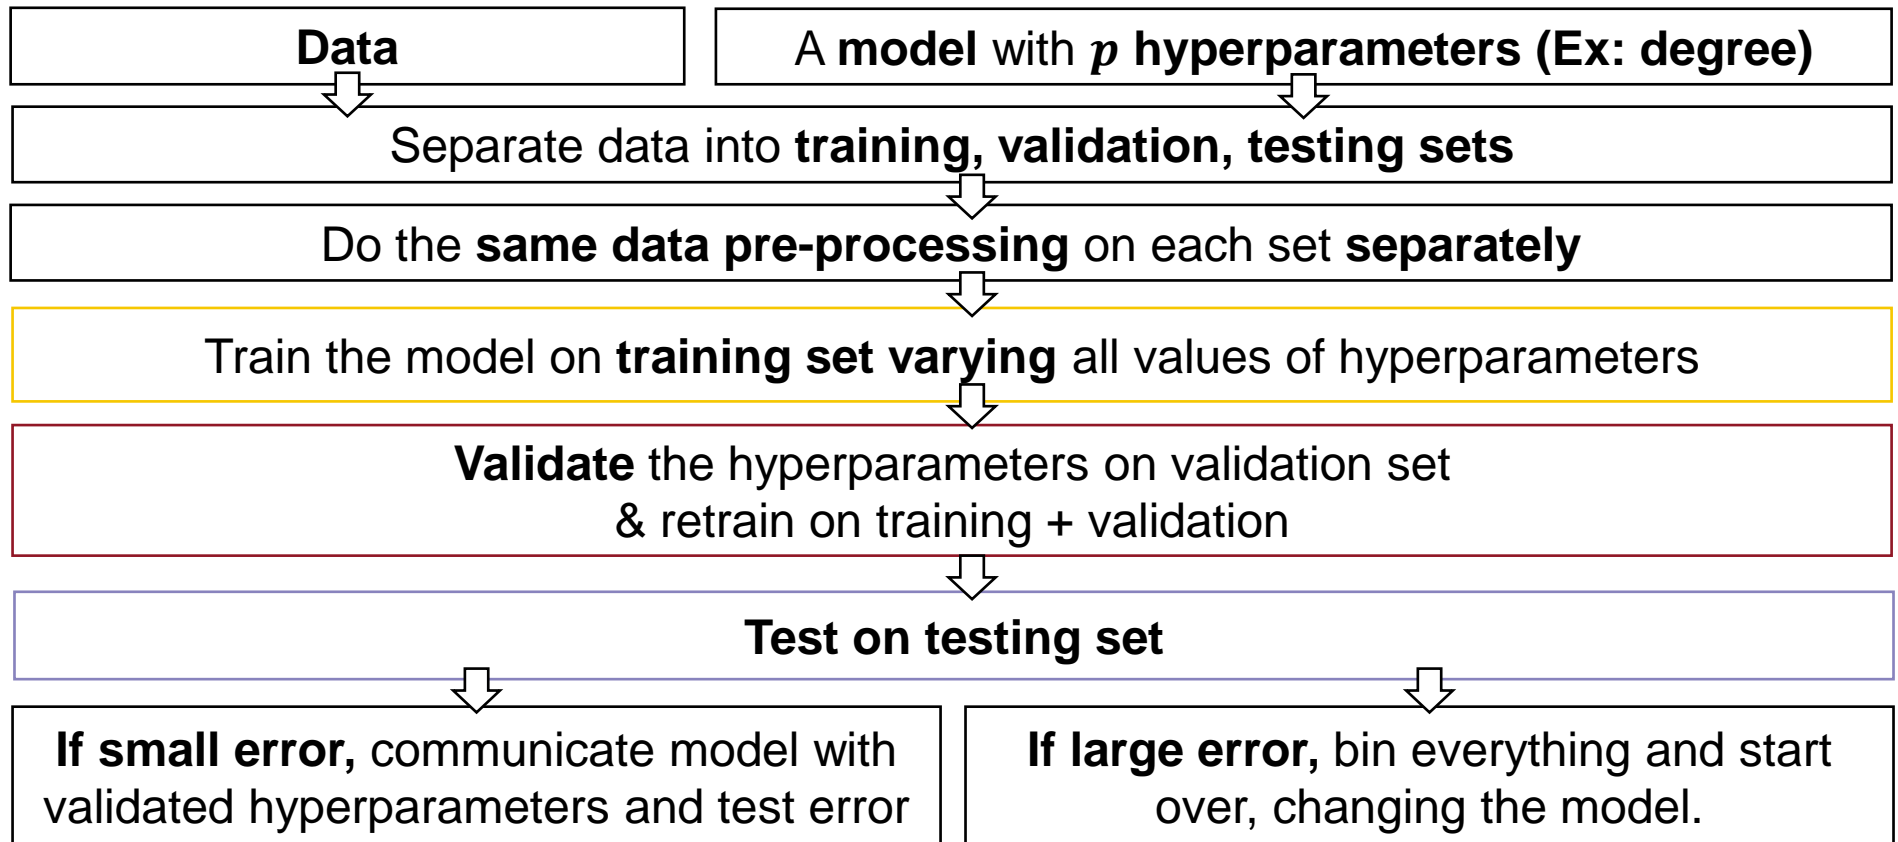 Data
A model with p hyperparameters (Ex: degree)
Separate data into training, validation, testing sets
Do the same data pre-processing on each set separately
Train the model on training set varying all values of hyperparameters
Validate the hyperparameters on validation set
& retrain on training + validation
Test on testing set
If small error, communicate model with
validated hyperparameters and test error
If large error, bin everything and start
over, changing the model.